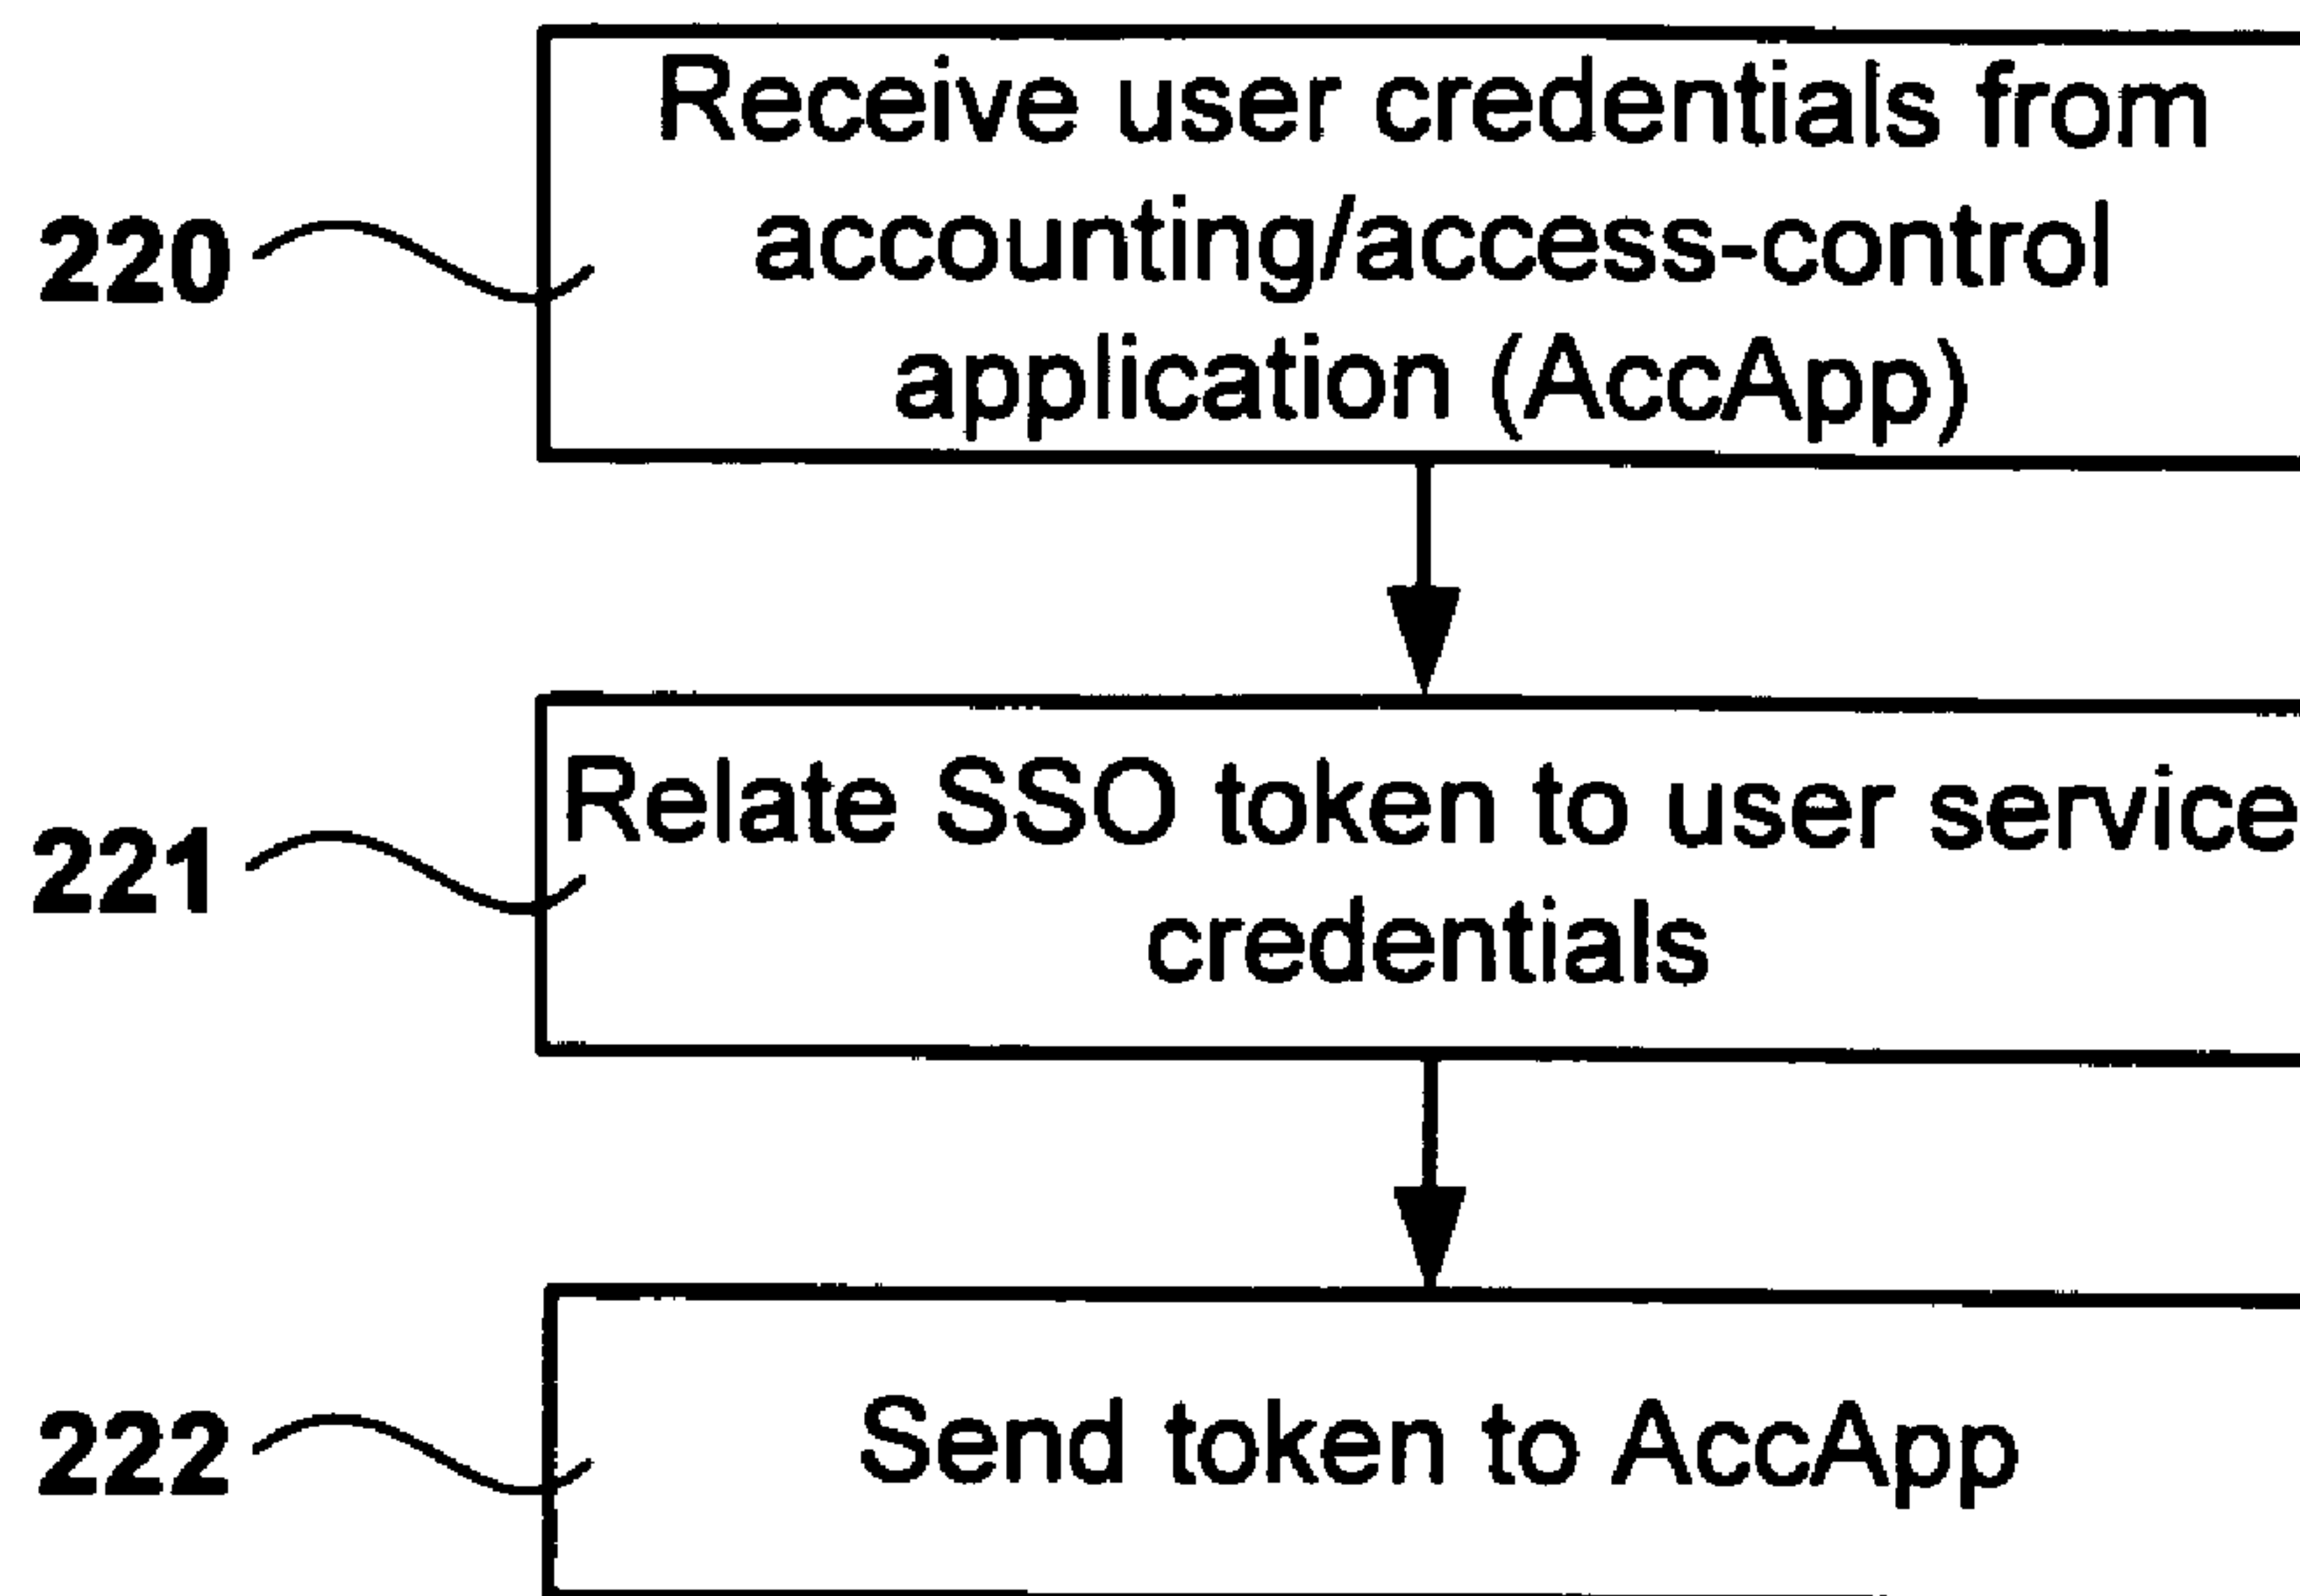 Receive user credentials from
220
accounting/access-control
application (AccApp)
Relate SSO token to user service
221
credentials
222
Send token to AccApp